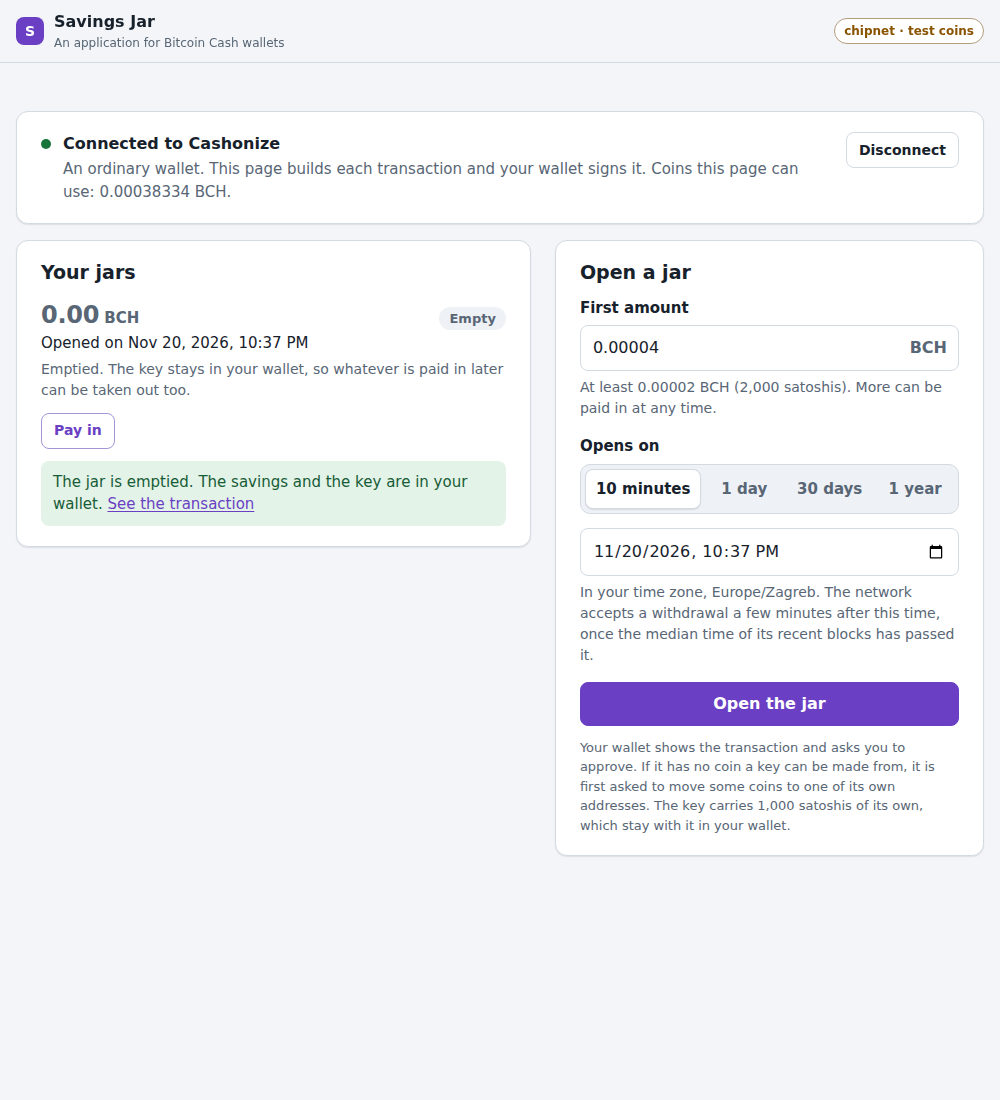 S
Savings Jar
An application for Bitcoin Cash wallets
chipnet · test coins
Connected to Cashonize
An ordinary wallet. This page builds each transaction and your wallet signs it. Coins this page can
use: 0.00038334 BCH.
Disconnect
Your jars
0.00 BCH
Empty
Opened on Nov 20, 2026, 10:37 PM
Emptied. The key stays in your wallet, so whatever is paid in later
can be taken out too.
Pay in
The jar is emptied. The savings and the key are in your
wallet. See the transaction
Open a jar
First amount
0.00004 BCH
At least 0.00002 BCH (2,000 satoshis). More can be
paid in at any time.
Opens on
10 minutes 1 day 30 days 1 year
11/20/2026, 10:37 PM
In your time zone, Europe/Zagreb. The network
accepts a withdrawal a few minutes after this time,
once the median time of its recent blocks has passed
it.
Open the jar
Your wallet shows the transaction and asks you to
approve. If it has no coin a key can be made from, it is
first asked to move some coins to one of its own
addresses. The key carries 1,000 satoshis of its own,
which stay with it in your wallet.